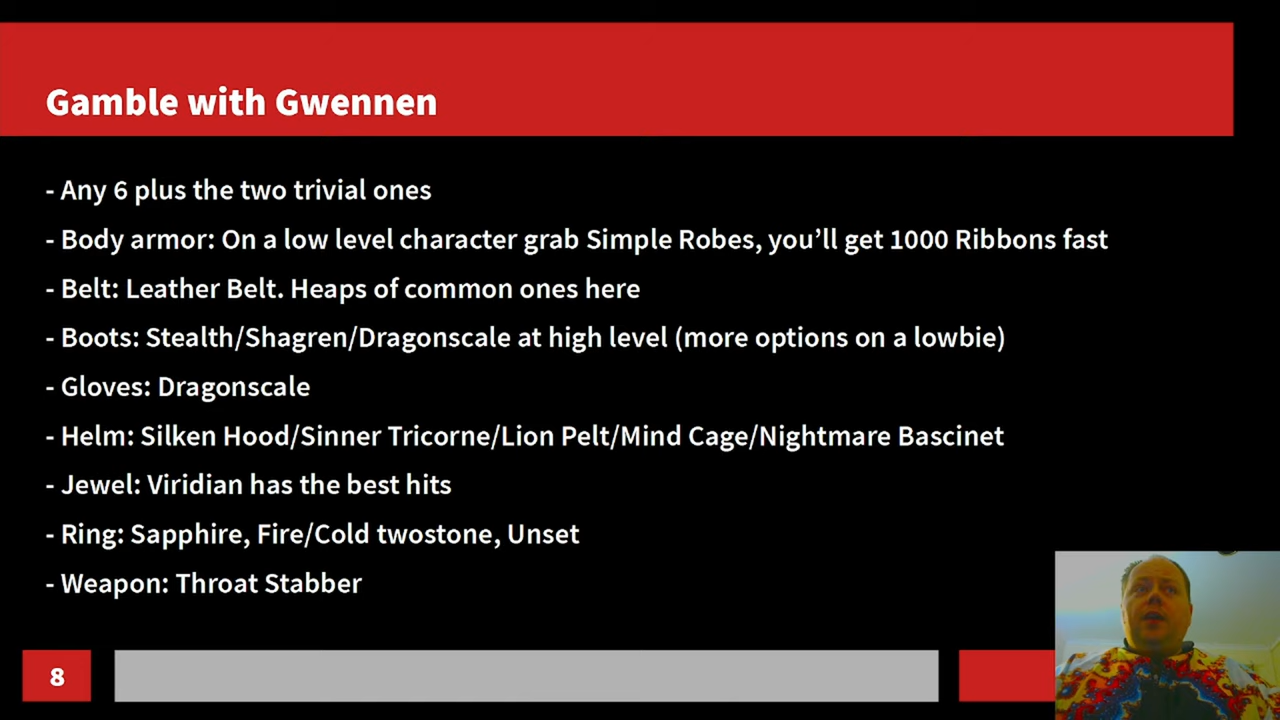 Gamble with Gwennen
- Any 6 plus the two trivial ones
- Body armor: On a low level character grab Simple Robes, you’ll get 1000 Ribbons fast
- Belt: Leather Belt. Heaps of common ones here
- Boots: Stealth/Shagren/Dragonscale at high level (more options on a lowbie)
- Gloves: Dragonscale
- Helm: Silken Hood/Sinner Tricorne/Lion Pelt/Mind Cage/Nightmare Bascinet
- Jewel: Viridian has the best hits
- Ring: Sapphire, Fire/Cold twostone, Unset
- Weapon: Throat Stabber
8